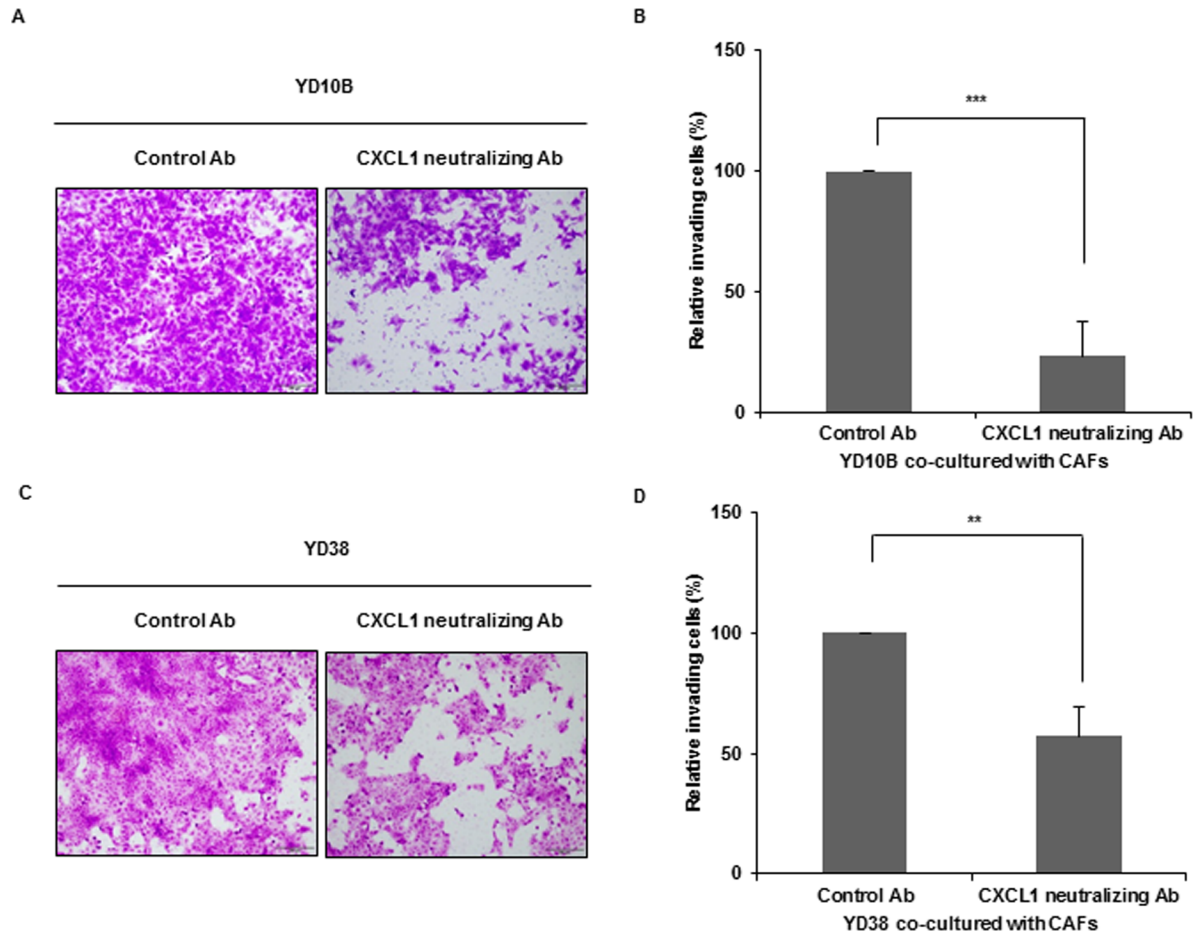 A
YD10B
Control Ab
CXCL1 neutralizing Ab
B
150
100
50
0
Relative invading cells (%)
***
Control Ab
CXCL1 neutralizing Ab
YD10B co-cultured with CAFs
C
YD38
Control Ab
CXCL1 neutralizing Ab
D
150
100
50
0
Relative invading cells (%)
**
Control Ab
CXCL1 neutralizing Ab
YD38 co-cultured with CAFs